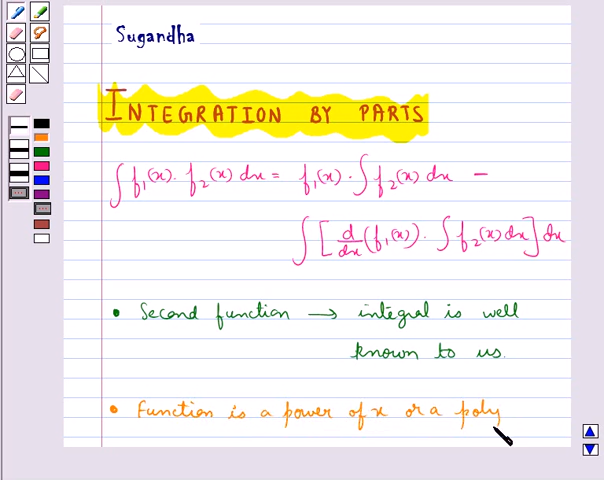 Sugandha
INTEGRATION BY PARTS
∫ f₁(x). f₂(x) dx = f₁(x). ∫ f₂(x) dx −
∫ [ d/dx (f₁(x)). ∫ f₂(x) dx ] dx
• Second function → integral is well
known to us.
• Function is a power of x or a poly